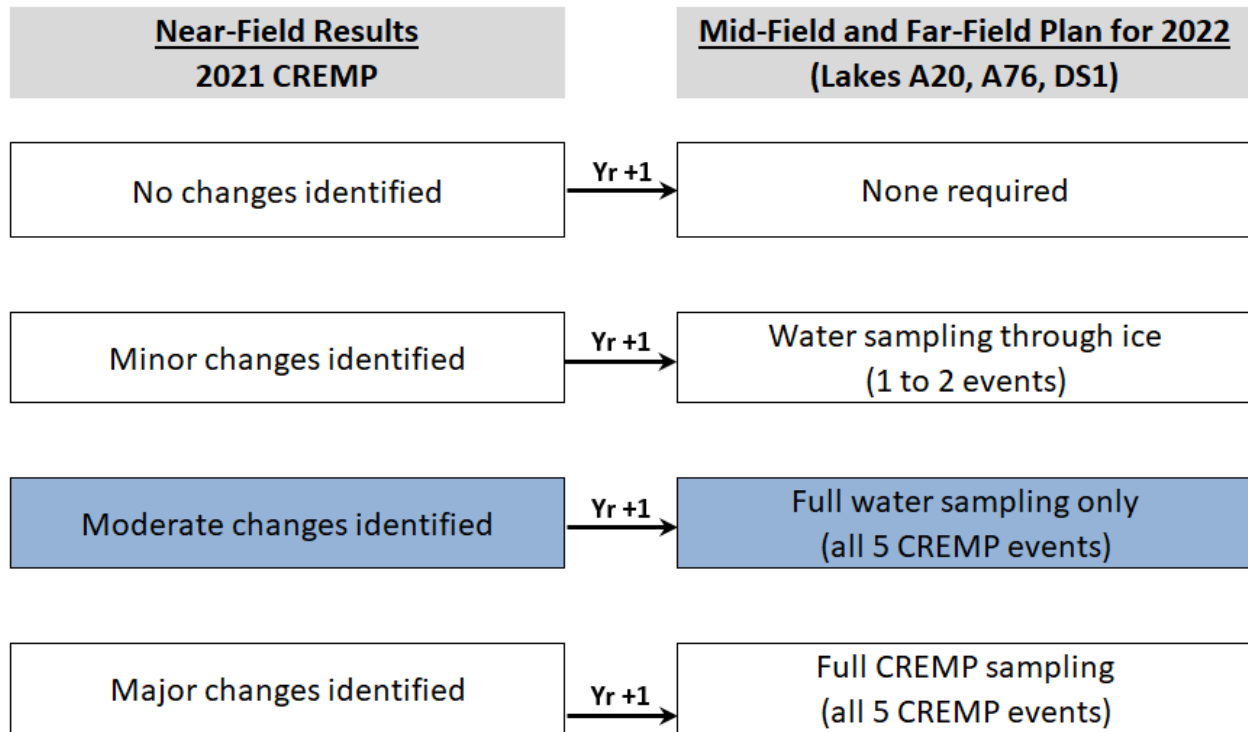 Near-Field Results
2021 CREMP
Mid-Field and Far-Field Plan for 2022
(Lakes A20, A76, DS1)
No changes identified
Yr +1
None required
Minor changes identified
Yr +1
Water sampling through ice
(1 to 2 events)
Moderate changes identified
Yr +1
Full water sampling only
(all 5 CREMP events)
Major changes identified
Yr +1
Full CREMP sampling
(all 5 CREMP events)